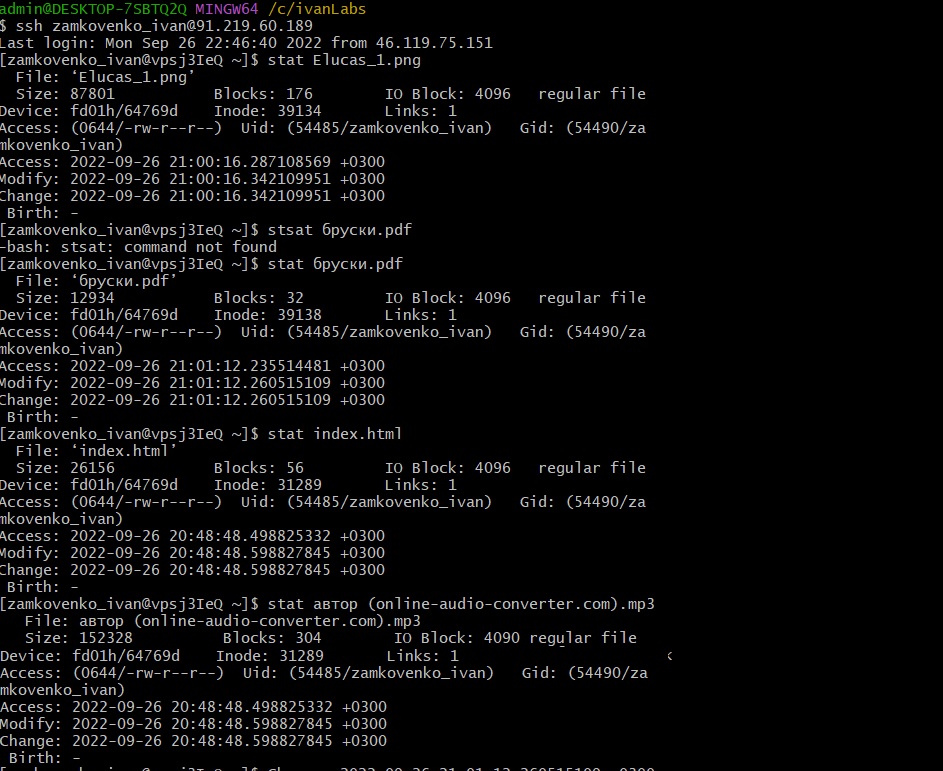 admin@DESKTOP-7SBTQ2Q MINGW64 /c/ivanLabs
$ ssh zamkovenko_ivan@91.219.60.189
Last login: Mon Sep 26 22:46:40 2022 from 46.119.75.151
[zamkovenko_ivan@vpsj3IeQ ~]$ stat Elucas_1.png
File: ‘Elucas_1.png’
Size: 87801 Blocks: 176 IO Block: 4096 regular file
Device: fd01h/64769d Inode: 39134 Links: 1
Access: (0644/-rw-r--r--) Uid: (54485/zamkovenko_ivan) Gid: (54490/za
mkovenko_ivan)
Access: 2022-09-26 21:00:16.287108569 +0300
Modify: 2022-09-26 21:00:16.342109951 +0300
Change: 2022-09-26 21:00:16.342109951 +0300
Birth: -
[zamkovenko_ivan@vpsj3IeQ ~]$ stsat бруски.pdf
-bash: stsat: command not found
[zamkovenko_ivan@vpsj3IeQ ~]$ stat бруски.pdf
File: ‘бруски.pdf’
Size: 12934 Blocks: 32 IO Block: 4096 regular file
Device: fd01h/64769d Inode: 39138 Links: 1
Access: (0644/-rw-r--r--) Uid: (54485/zamkovenko_ivan) Gid: (54490/za
mkovenko_ivan)
Access: 2022-09-26 21:01:12.235514481 +0300
Modify: 2022-09-26 21:01:12.260515109 +0300
Change: 2022-09-26 21:01:12.260515109 +0300
Birth: -
[zamkovenko_ivan@vpsj3IeQ ~]$ stat index.html
File: ‘index.html’
Size: 26156 Blocks: 56 IO Block: 4096 regular file
Device: fd01h/64769d Inode: 31289 Links: 1
Access: (0644/-rw-r--r--) Uid: (54485/zamkovenko_ivan) Gid: (54490/za
mkovenko_ivan)
Access: 2022-09-26 20:48:48.498825332 +0300
Modify: 2022-09-26 20:48:48.598827845 +0300
Change: 2022-09-26 20:48:48.598827845 +0300
Birth: -
[zamkovenko_ivan@vpsj3IeQ ~]$ stat автор (online-audio-converter.com).mp3
File: автор (online-audio-converter.com).mp3
Size: 152328 Blocks: 304 IO Block: 4090 regular file
Device: fd01h/64769d Inode: 31289 Links: 1
Access: (0644/-rw-r--r--) Uid: (54485/zamkovenko_ivan) Gid: (54490/za
mkovenko_ivan)
Access: 2022-09-26 20:48:48.498825332 +0300
Modify: 2022-09-26 20:48:48.598827845 +0300
Change: 2022-09-26 20:48:48.598827845 +0300
Birth: -